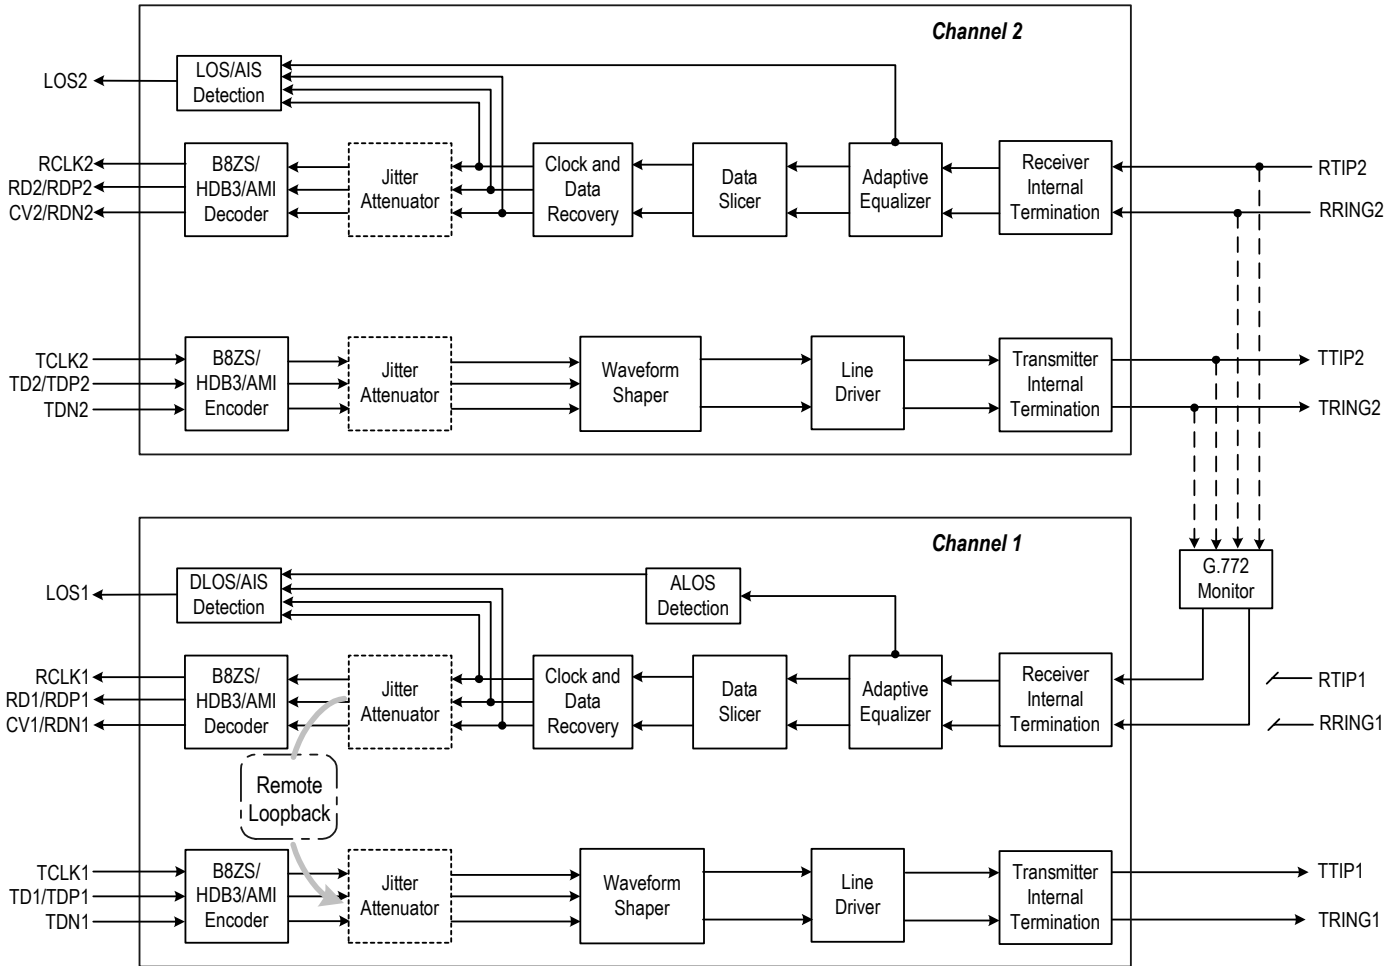 Channel 2
LOS2
LOS/AIS
Detection
RCLK2
RD2/RDP2
CV2/RDN2
B8ZS/
HDB3/AMI
Decoder
Jitter
Attenuator
Clock and
Data
Recovery
Data
Slicer
Adaptive
Equalizer
Receiver
Internal
Termination
RTIP2
RRING2
TCLK2
TD2/TDP2
TDN2
B8ZS/
HDB3/AMI
Encoder
Jitter
Attenuator
Waveform
Shaper
Line
Driver
Transmitter
Internal
Termination
TTIP2
TRING2
Channel 1
G.772
Monitor
LOS1
DLOS/AIS
Detection
ALOS
Detection
RCLK1
RD1/RDP1
CV1/RDN1
B8ZS/
HDB3/AMI
Decoder
Jitter
Attenuator
Clock and
Data
Recovery
Data
Slicer
Adaptive
Equalizer
Receiver
Internal
Termination
RTIP1
RRING1
Remote
Loopback
TCLK1
TD1/TDP1
TDN1
B8ZS/
HDB3/AMI
Encoder
Jitter
Attenuator
Waveform
Shaper
Line
Driver
Transmitter
Internal
Termination
TTIP1
TRING1